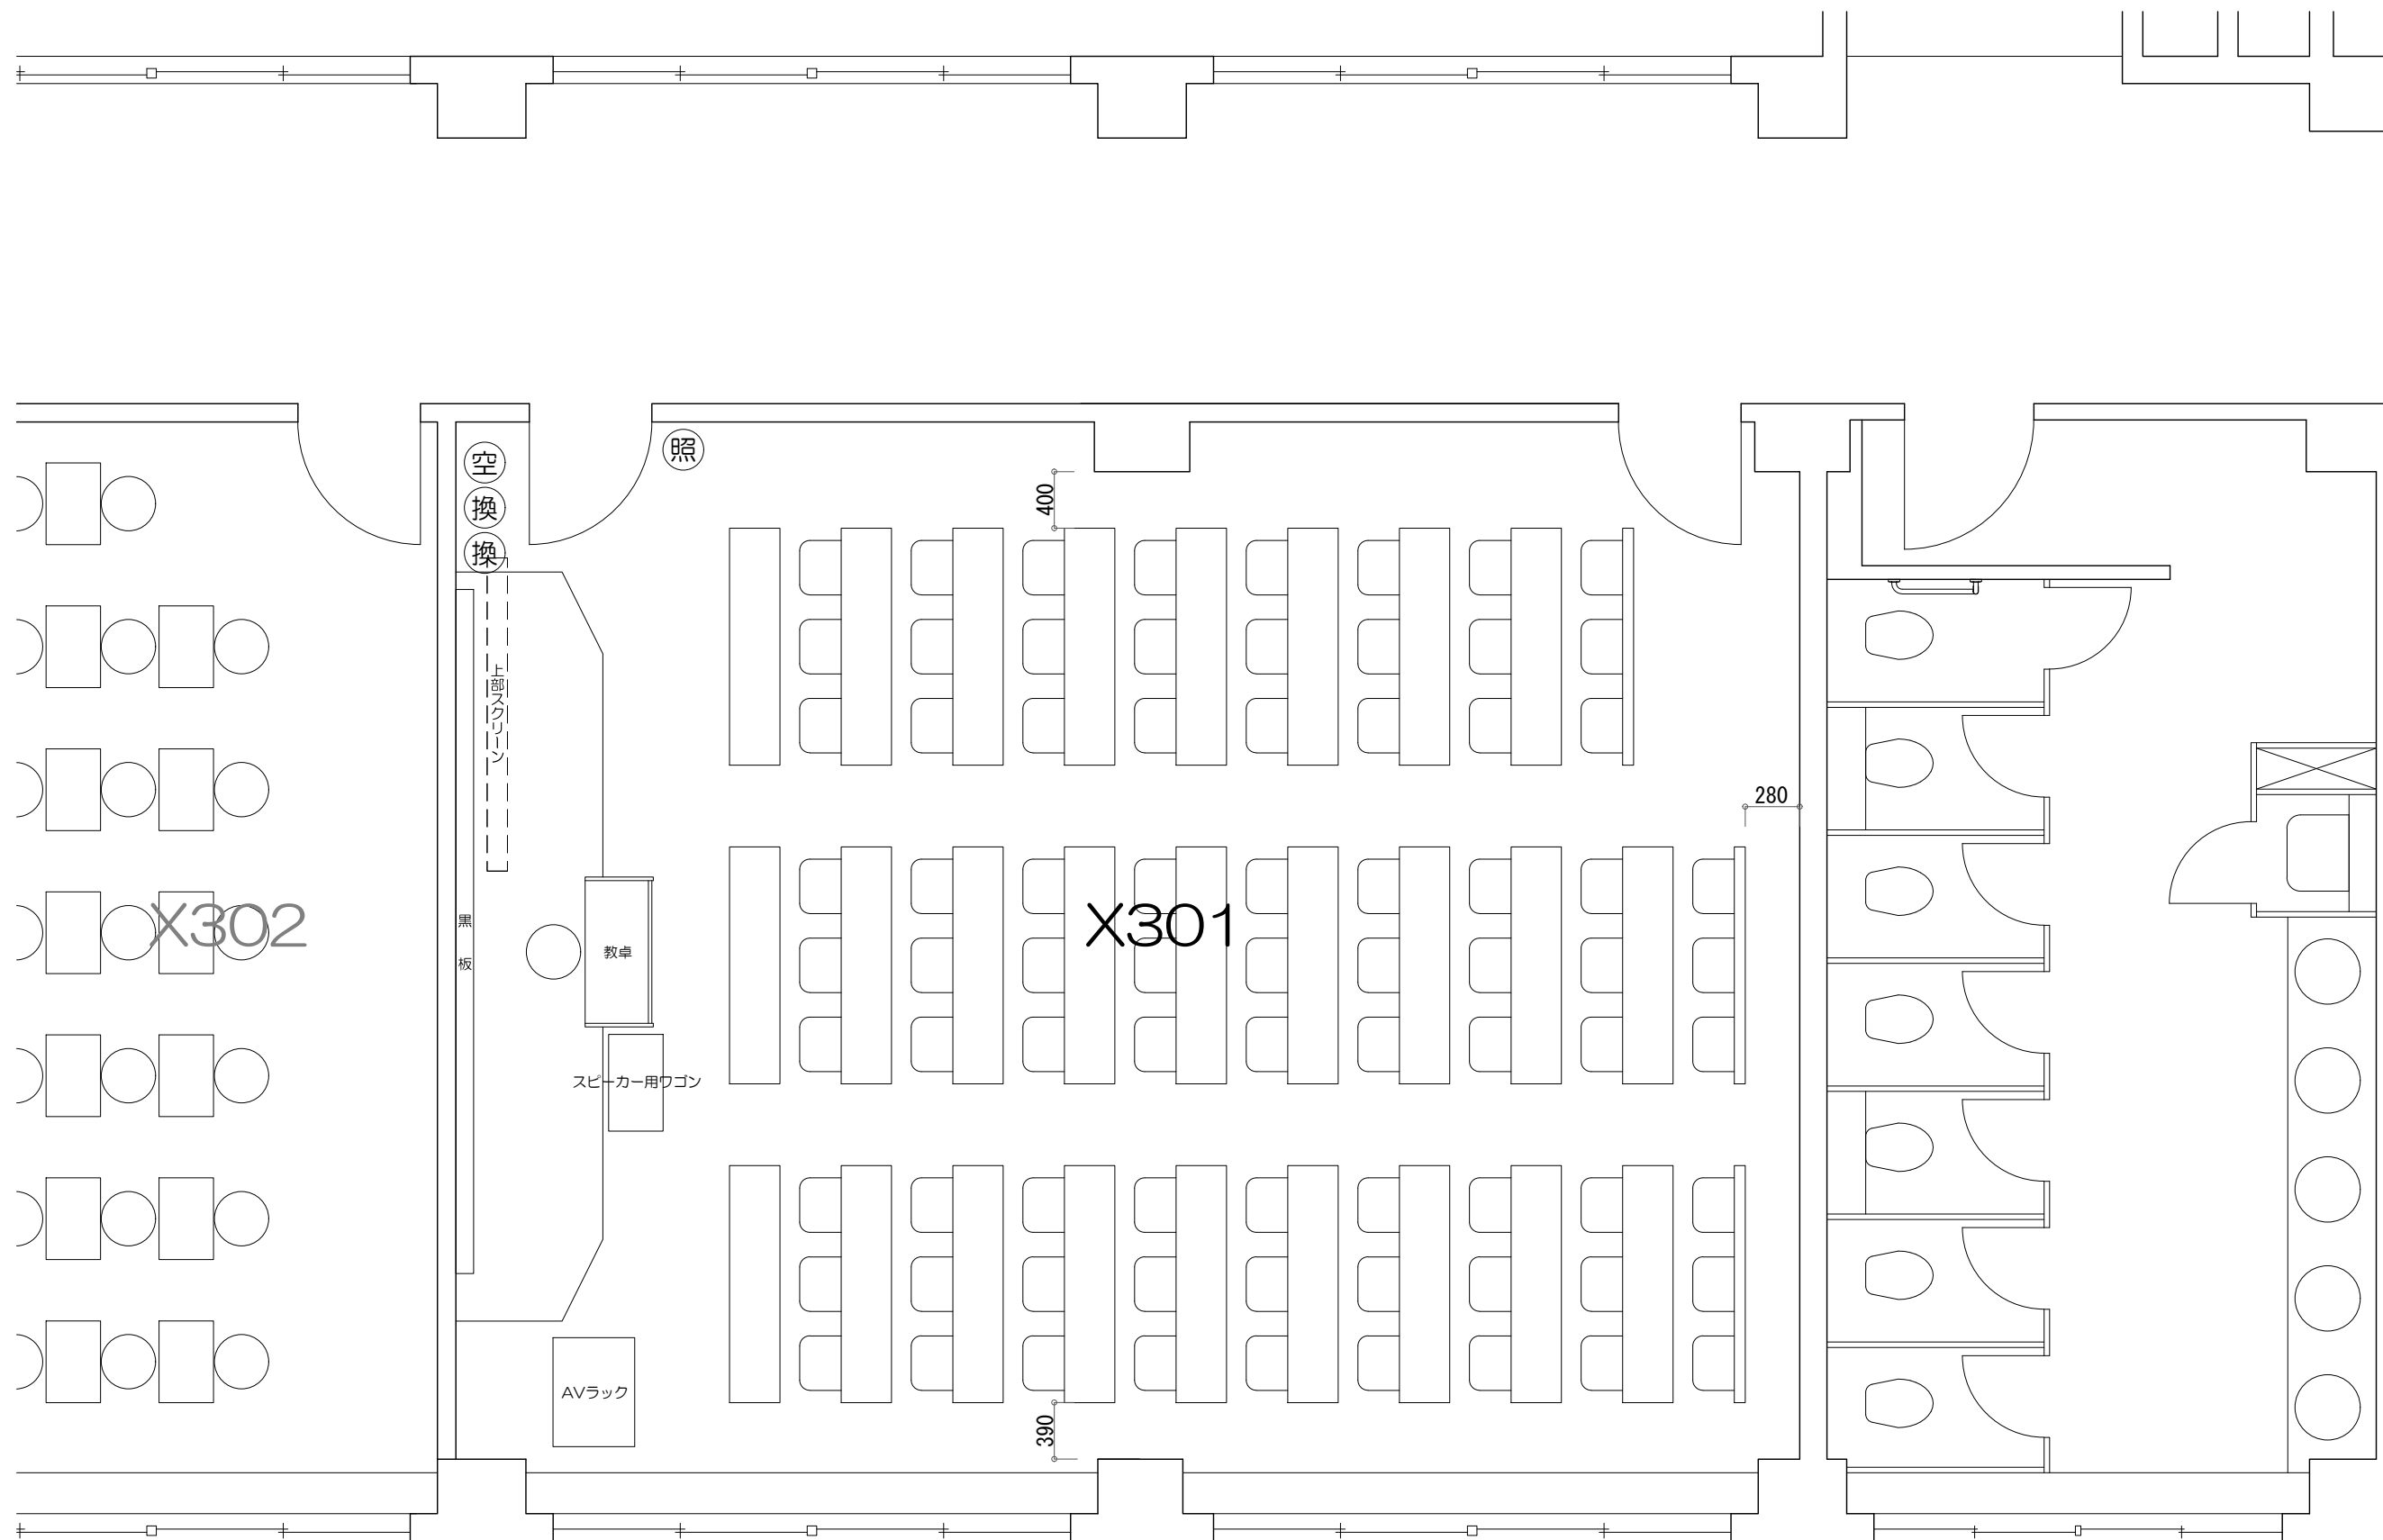 空
換
換
照
400
上部スクリーン
280
黒板
X302
教卓
X301
スピーカー用ワゴン
AVラック
390